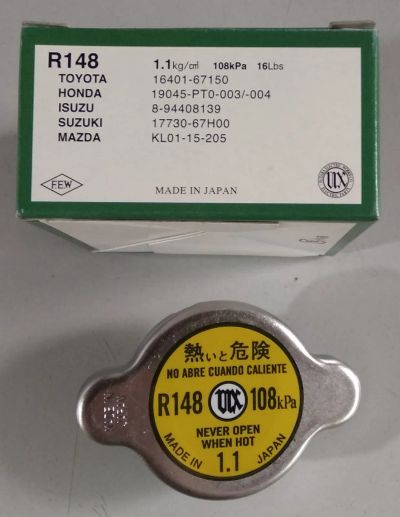 R148 1.1kg/c㎡ 108kPa 16Lbs
TOYOTA 16401-67150
HONDA 19045-PT0-003/-004
ISUZU 8-94408139
SUZUKI 17730-67H00
MAZDA KL01-15-205
FEW
MADE IN JAPAN
UX
熱いと危険
NO ABRE CUANDO CALIENTE
R148 UX 108kPa
NEVER OPEN
WHEN HOT
MADE IN 1.1 JAPAN